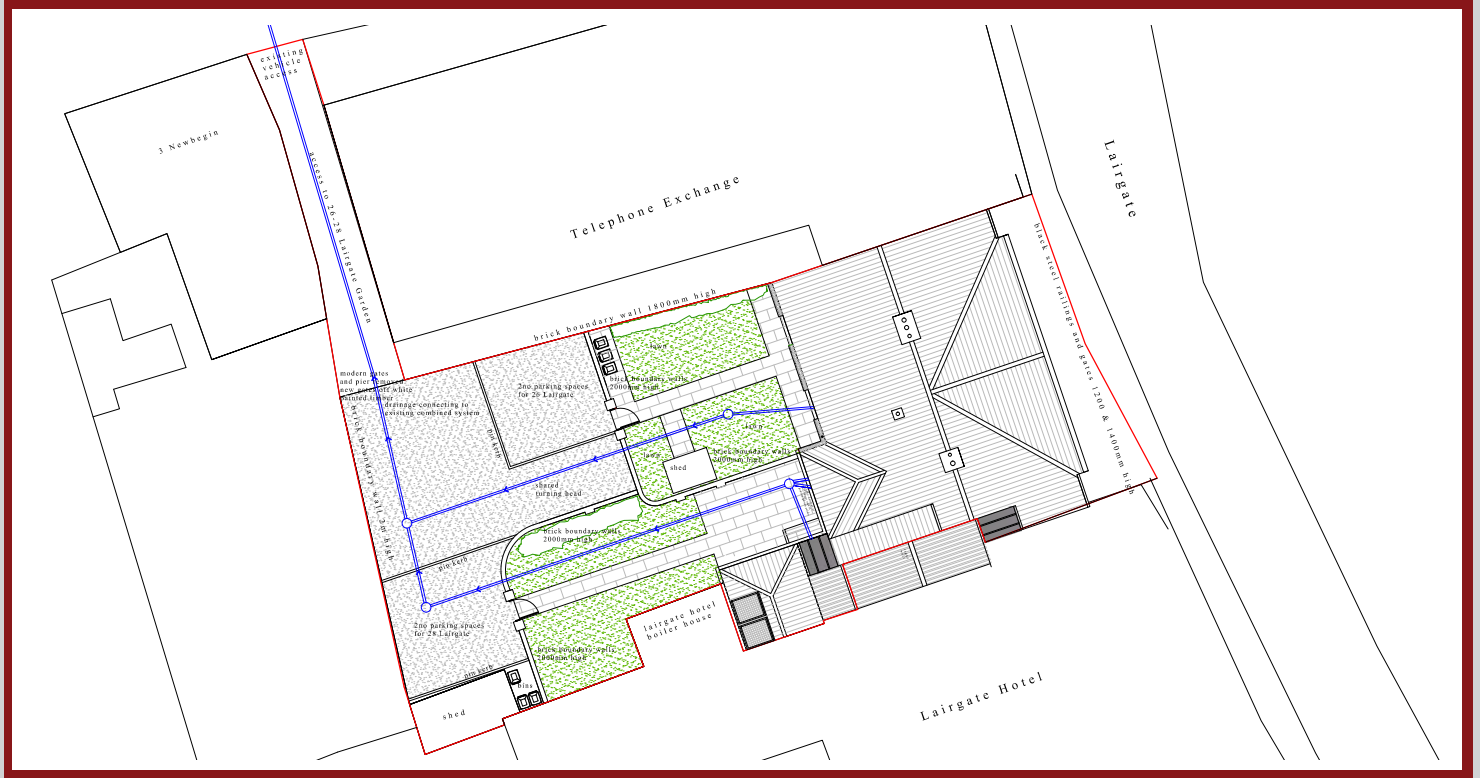 existing
vehicle
access
3 Newbegin
access to 26-28 Lairgate Garden
Telephone Exchange
Lairgate
black steel railings and gates 1200 & 1400mm high
brick boundary wall 1800mm high
lawn
modern gates
and pier removed
new gates off white
painted timber
drainage connecting to
existing combined system
2no parking spaces
for 26 Lairgate
brick boundary walls
2000mm high
brick boundary wall 2m high
pin kerb
lawn
lawn
shed
brick boundary walls
2000mm high
shared
turning head
brick boundary walls
2000mm high
pin kerb
2no parking spaces
for 28 Lairgate
lairgate hotel
boiler house
brick boundary walls
2000mm high
pin kerb
bins
shed
Lairgate Hotel